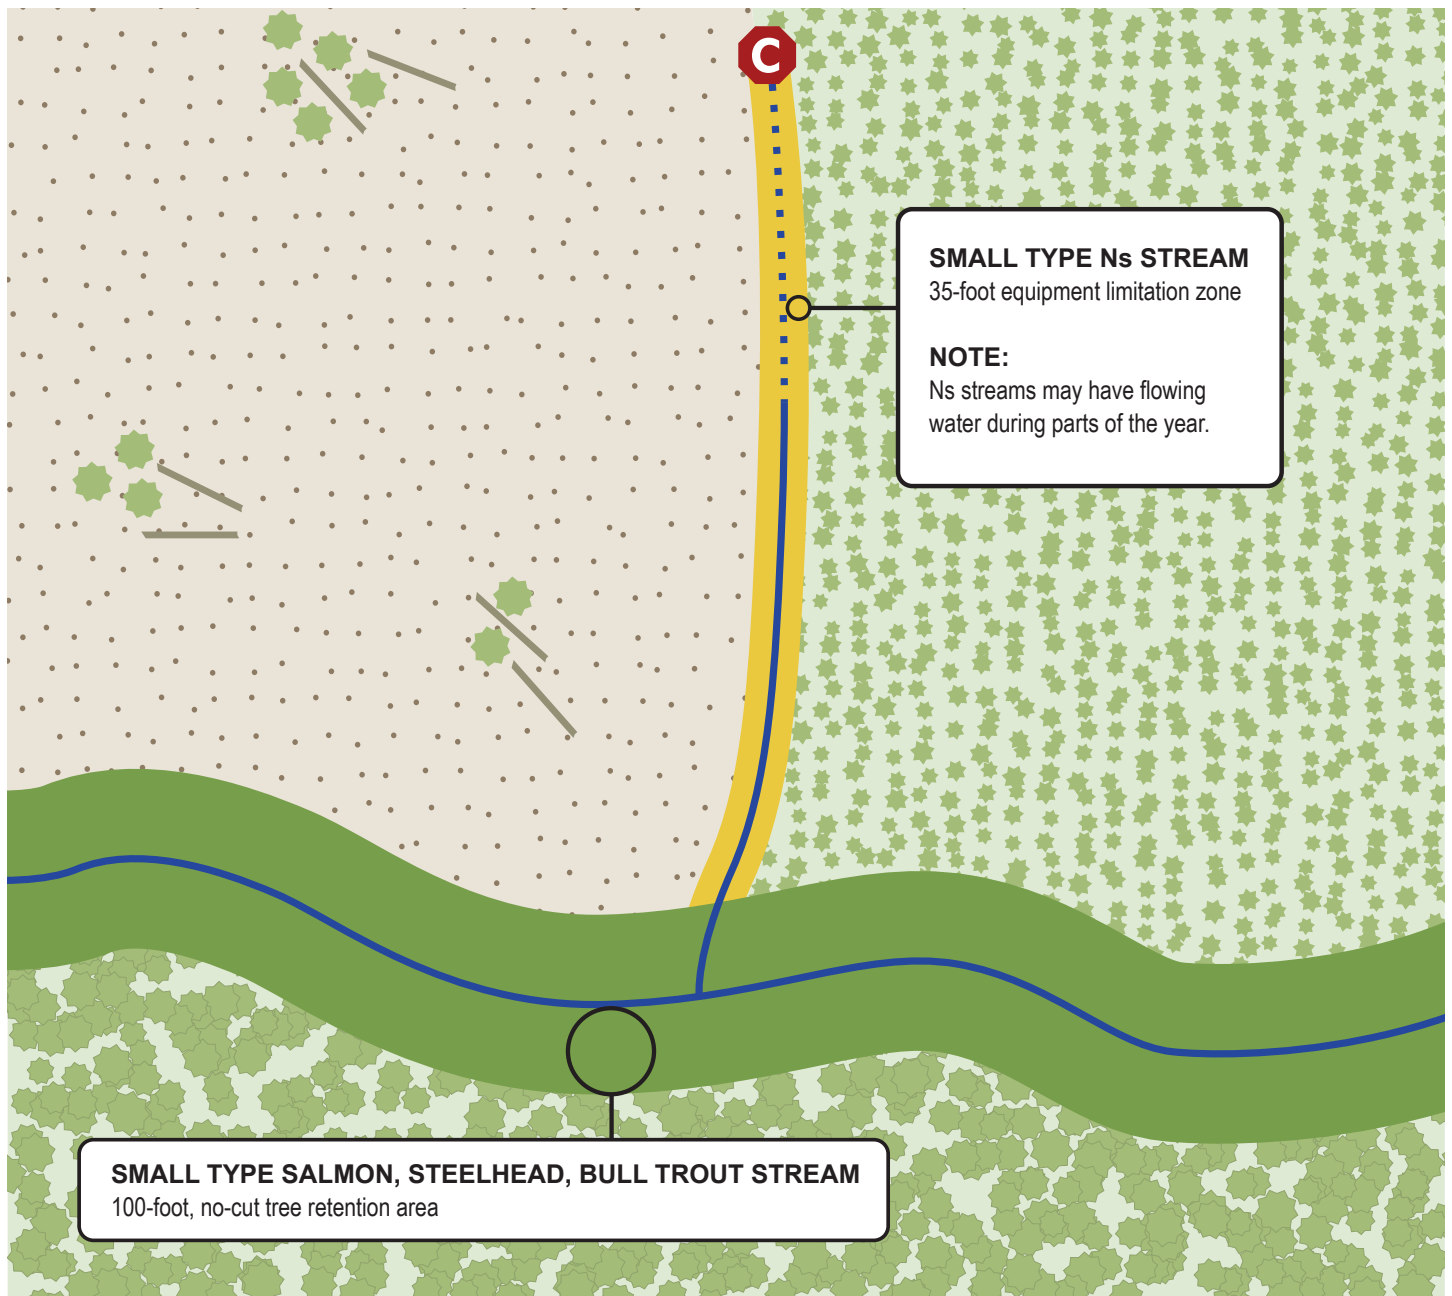 C
SMALL TYPE Ns STREAM
35-foot equipment limitation zone
NOTE:
Ns streams may have flowing
water during parts of the year.
SMALL TYPE SALMON, STEELHEAD, BULL TROUT STREAM
100-foot, no-cut tree retention area